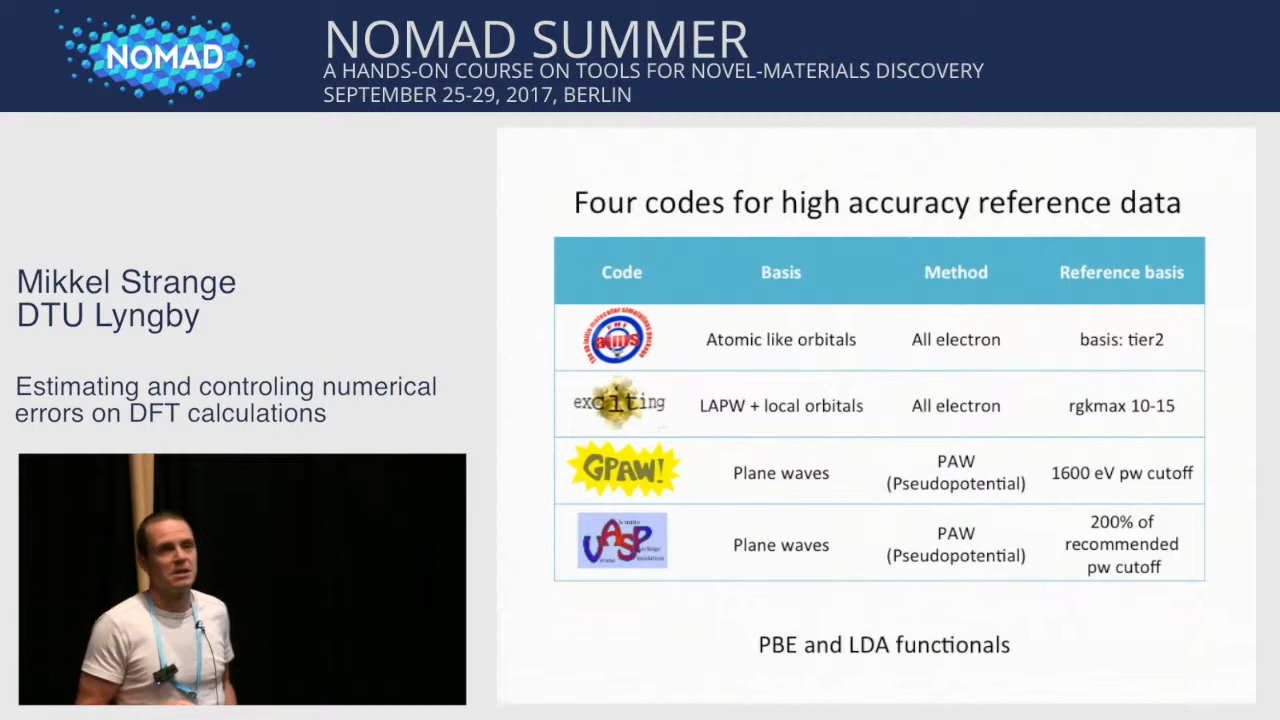 NOMAD
NOMAD SUMMER
A HANDS-ON COURSE ON TOOLS FOR NOVEL-MATERIALS DISCOVERY
SEPTEMBER 25-29, 2017, BERLIN
Mikkel Strange
DTU Lyngby
Estimating and controling numerical
errors on DFT calculations
Four codes for high accuracy reference data
Code Basis Method Reference basis
aims Atomic like orbitals All electron basis: tier2
exciting LAPW + local orbitals All electron rgkmax 10-15
GPAW! Plane waves PAW (Pseudopotential) 1600 eV pw cutoff
VASP Plane waves PAW (Pseudopotential) 200% of recommended pw cutoff
PBE and LDA functionals